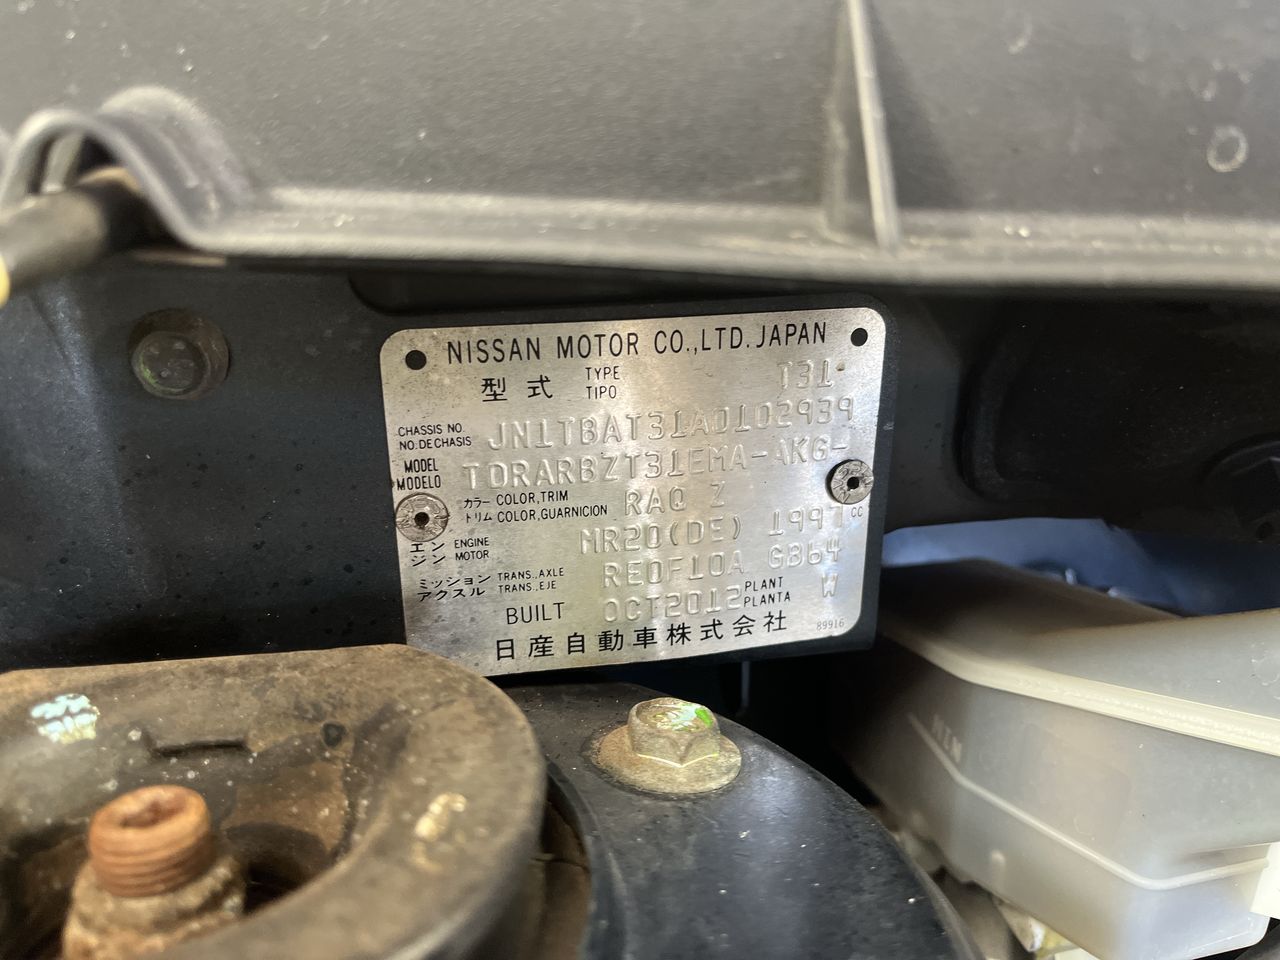 NISSAN MOTOR CO.,LTD. JAPAN
型式 TYPE TIPO T31
CHASSIS NO. NO. DE CHASIS JN1TBAT31A0102939
MODEL MODELO TDRARBZT31EMA-AKG-
カラー COLOR,TRIM
トリム COLOR,GUARNICION RAQ Z
エンジン ENGINE MOTOR MR20(DE) 1997 CC
ミッション TRANS.,AXLE
アクスル TRANS.,EJE RE0F10A GB64
BUILT OCT2012 PLANT PLANTA W
日産自動車株式会社 89916
MIN